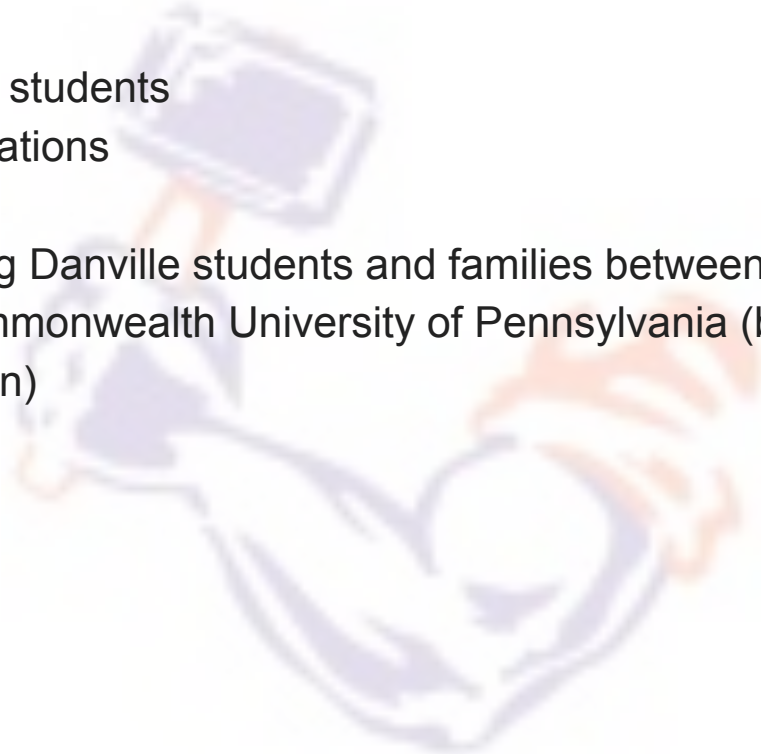 students
ations
g Danville students and families between
nmonwealth University of Pennsylvania (b
n)